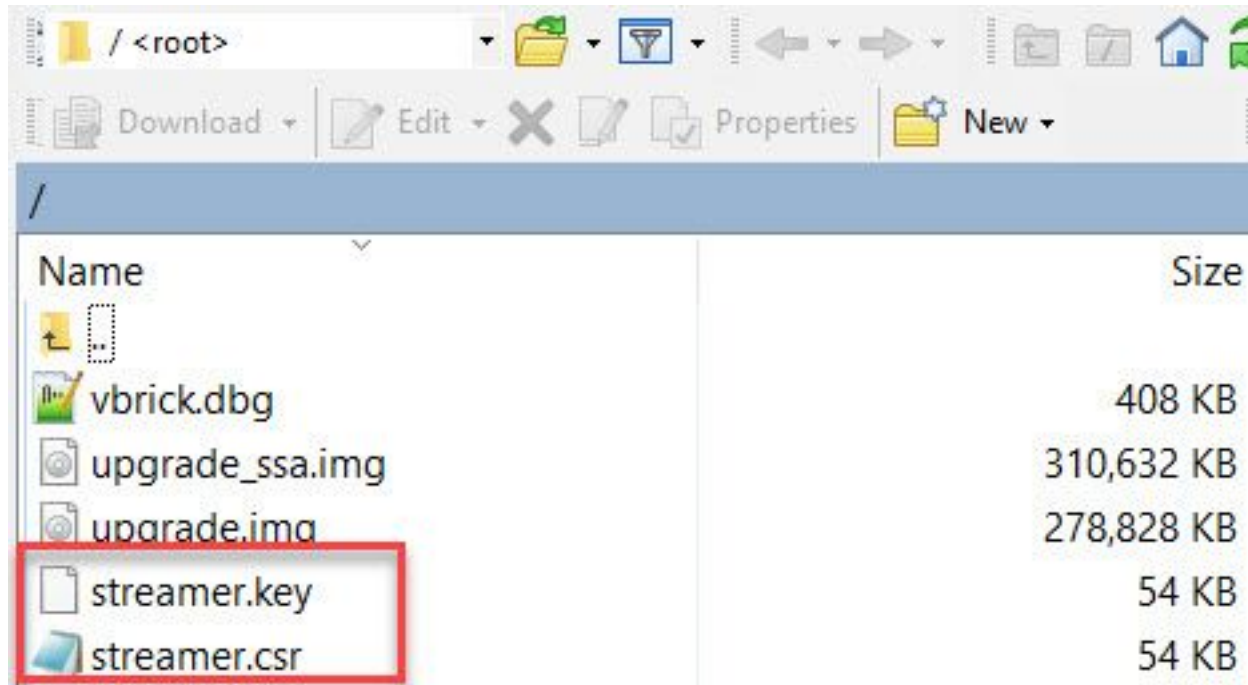 / <root>
Download Edit Properties New
/
Name Size
..
vbrick.dbg 408 KB
upgrade_ssa.img 310,632 KB
upgrade.img 278,828 KB
streamer.key 54 KB
streamer.csr 54 KB